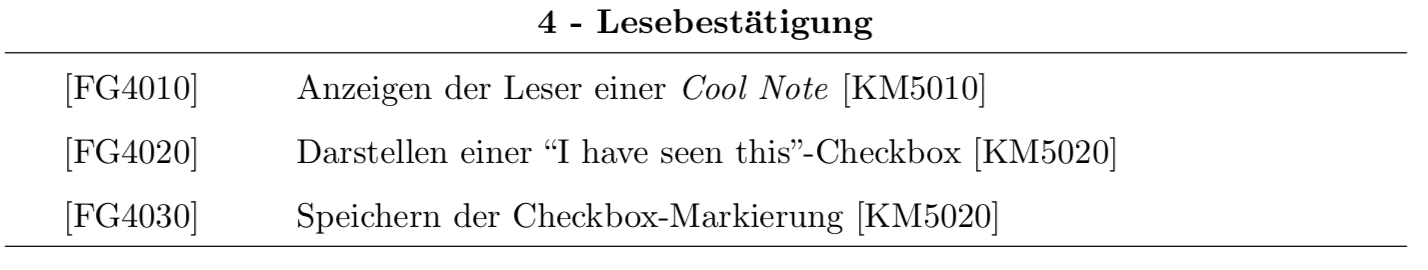 4 - Lesebestätigung
[FG4010] Anzeigen der Leser einer Cool Note [KM5010]
[FG4020] Darstellen einer “I have seen this”-Checkbox [KM5020]
[FG4030] Speichern der Checkbox-Markierung [KM5020]